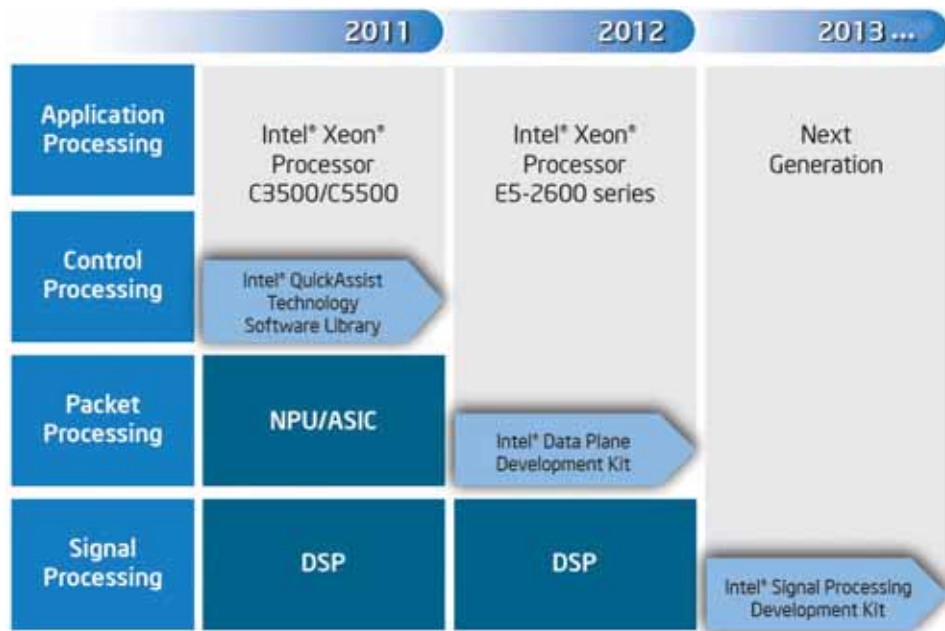 2011
2012
2013 ...
Application
Processing
Intel® Xeon®
Processor
C3500/C5500
Intel® Xeon®
Processor
E5-2600 series
Next
Generation
Control
Processing
Intel® QuickAssist
Technology
Software Library
Packet
Processing
NPU/ASIC
Intel® Data Plane
Development Kit
Signal
Processing
DSP
DSP
Intel® Signal Processing
Development Kit